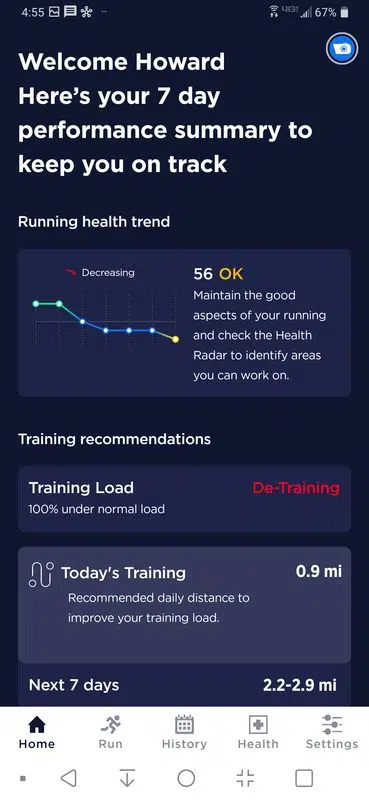 4:55
4GE
67%
Welcome Howard
Here's your 7 day
performance summary to
keep you on track
Running health trend
Decreasing
56 OK
Maintain the good
aspects of your running
and check the Health
Radar to identify areas
you can work on.
Training recommendations
Training Load
De-Training
100% under normal load
Today's Training
0.9 mi
Recommended daily distance to
improve your training load.
Next 7 days
2.2-2.9 mi
Home
Run
History
Health
Settings